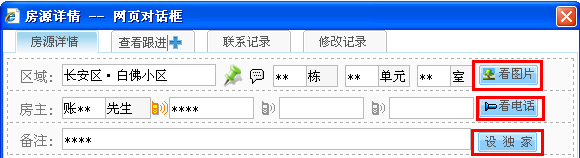 房源详情 -- 网页对话框
房源详情 查看跟进 联系记录 修改记录
区域: 长安区·白佛小区 ** 栋 ** 单元 ** 室 看图片
房主: 账** 先生 **** 看电话
备注: **** 设 独 家